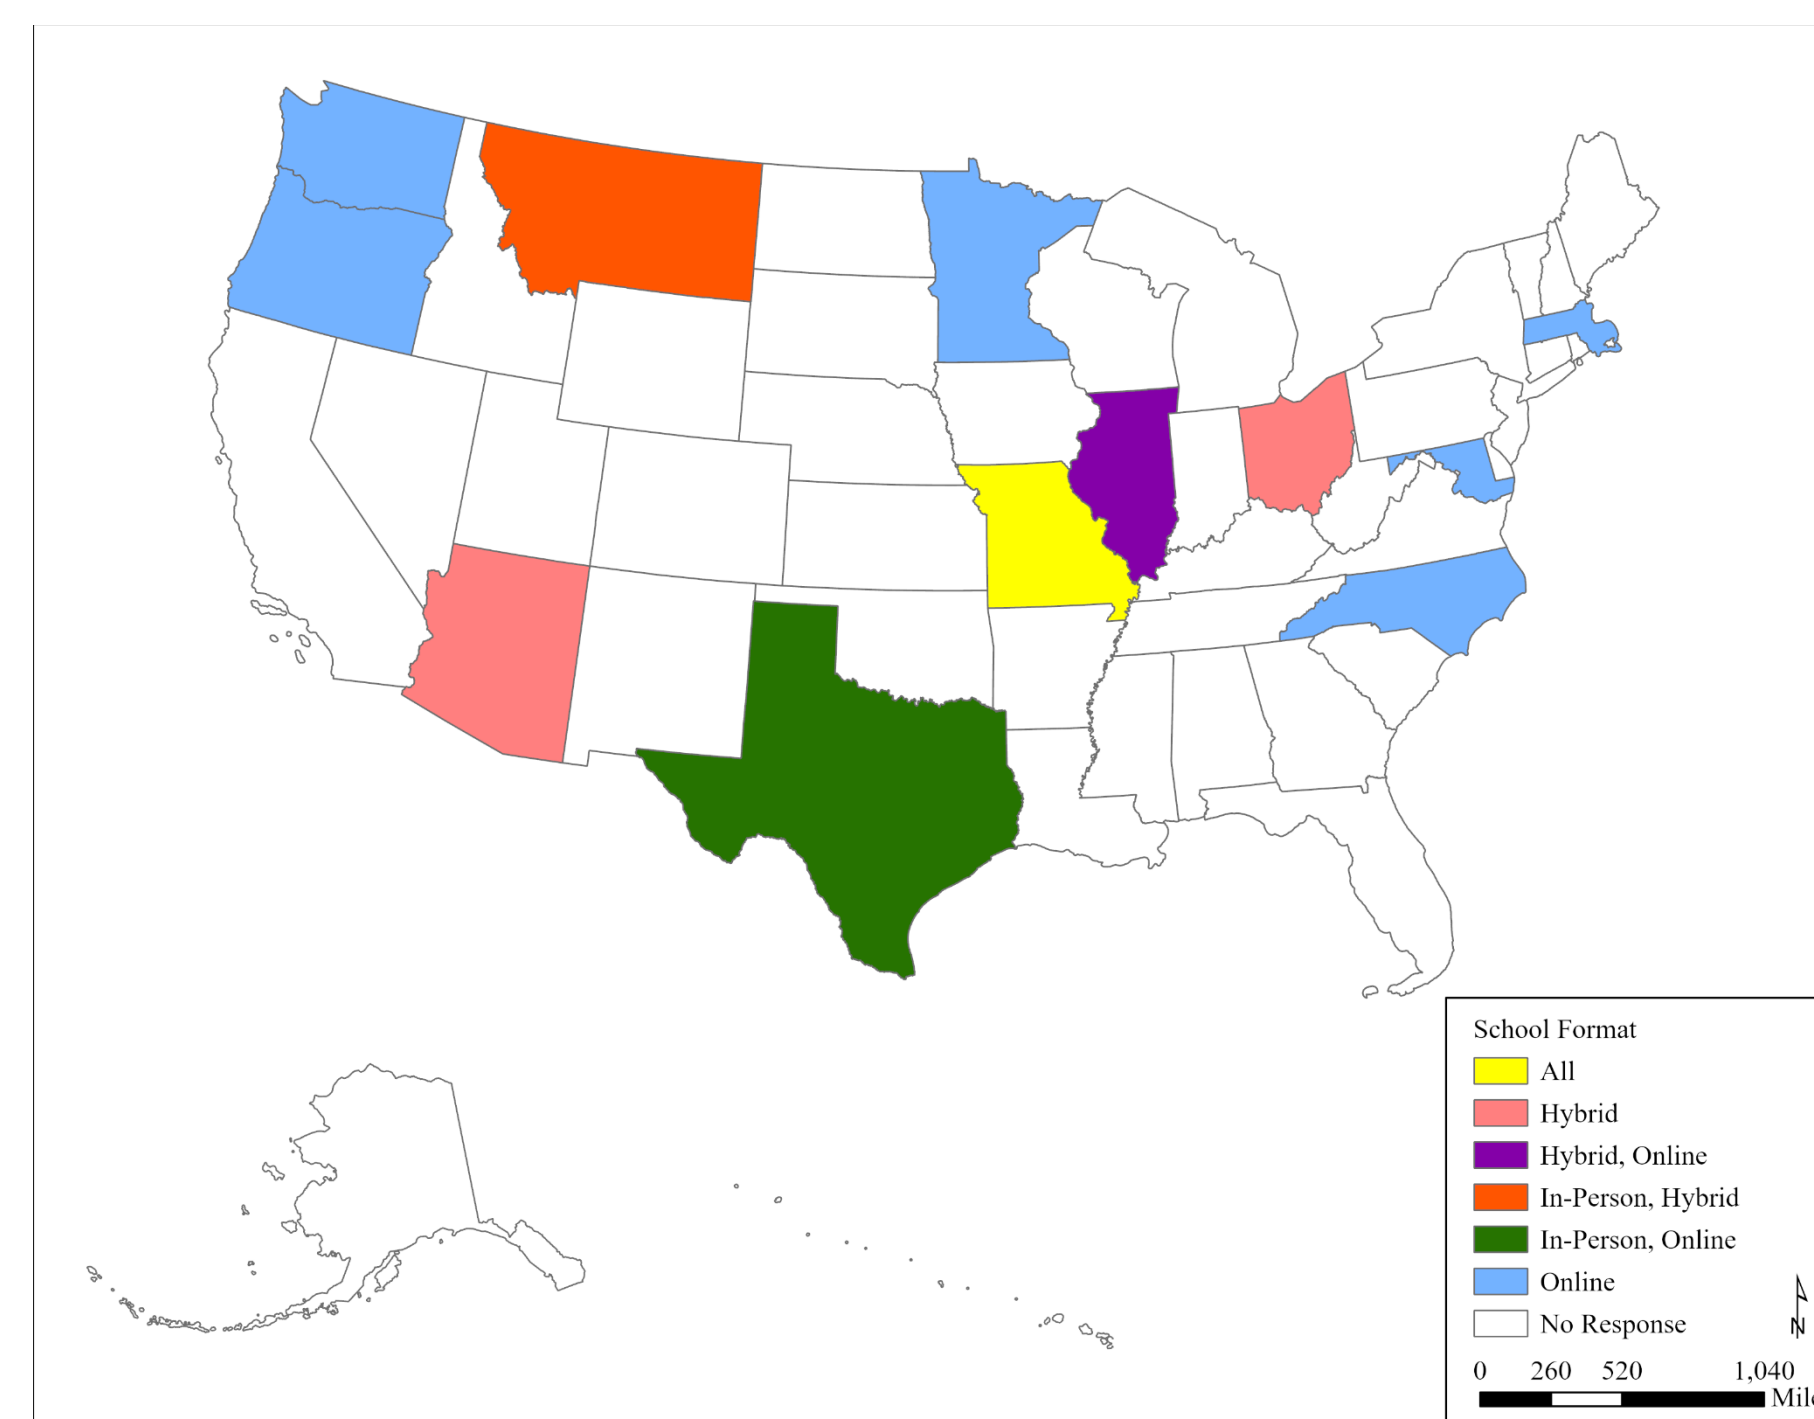 School Format
All
Hybrid
Hybrid, Online
In-Person, Hybrid
In-Person, Online
Online
No Response
N
0 260 520 1,040
Mil